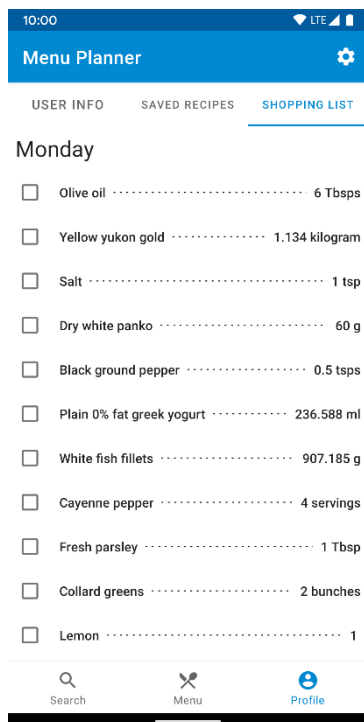 10:00 LTE
Menu Planner
USER INFO SAVED RECIPES SHOPPING LIST
Monday
Olive oil 6 Tbsps
Yellow yukon gold 1.134 kilogram
Salt 1 tsp
Dry white panko 60 g
Black ground pepper 0.5 tsps
Plain 0% fat greek yogurt 236.588 ml
White fish fillets 907.185 g
Cayenne pepper 4 servings
Fresh parsley 1 Tbsp
Collard greens 2 bunches
Lemon 1
Search Menu Profile